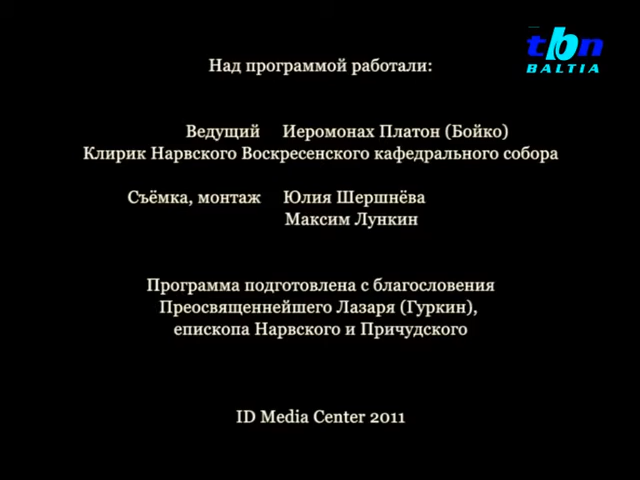 tbn
BALTIA
Над программой работали:
Ведущий Иеромонах Платон (Бойко)
Клирик Нарвского Воскресенского кафедрального собора
Съёмка, монтаж Юлия Шершнёва
Максим Лункин
Программа подготовлена с благословения
Преосвященнейшего Лазаря (Гуркин),
епископа Нарвского и Причудского
ID Media Center 2011